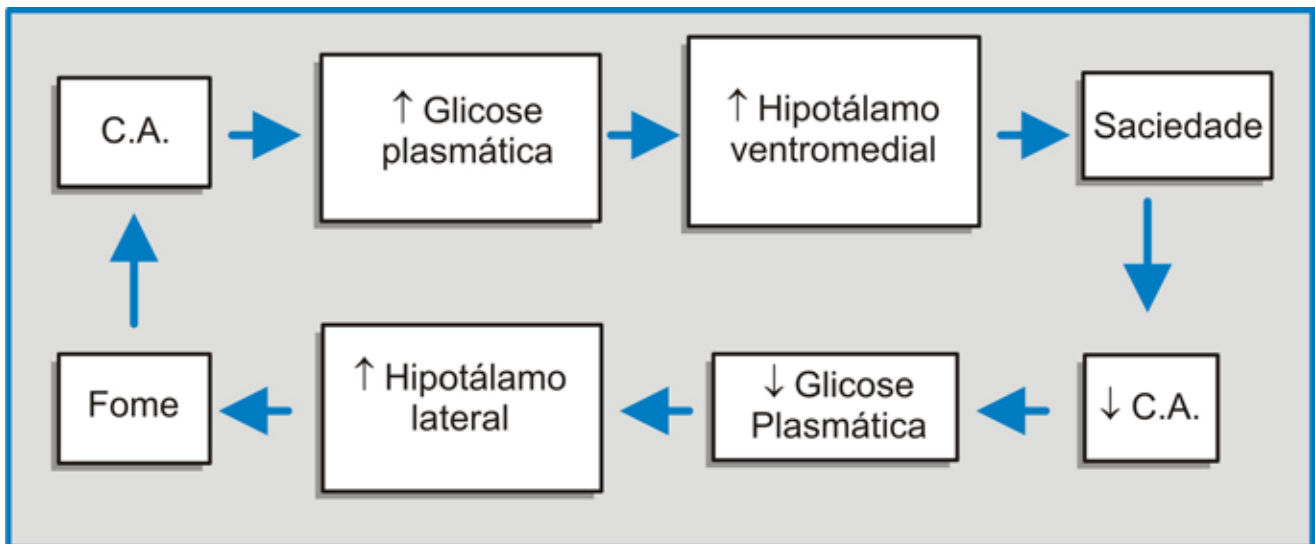 C.A.
↑ Glicose
plasmática
↑ Hipotálamo
ventromedial
Saciedade
↓ C.A.
↓ Glicose
Plasmática
↑ Hipotálamo
lateral
Fome